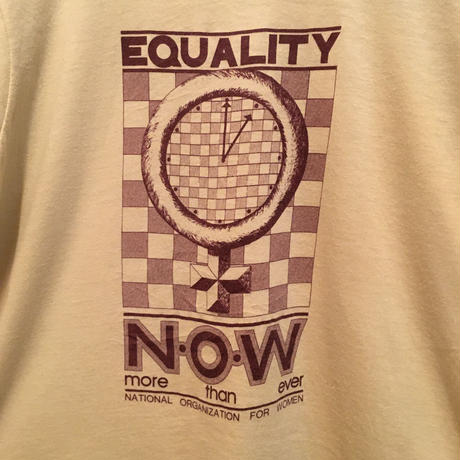 EQUALITY
N·O·W
more than ever
NATIONAL ORGANIZATION FOR WOMEN